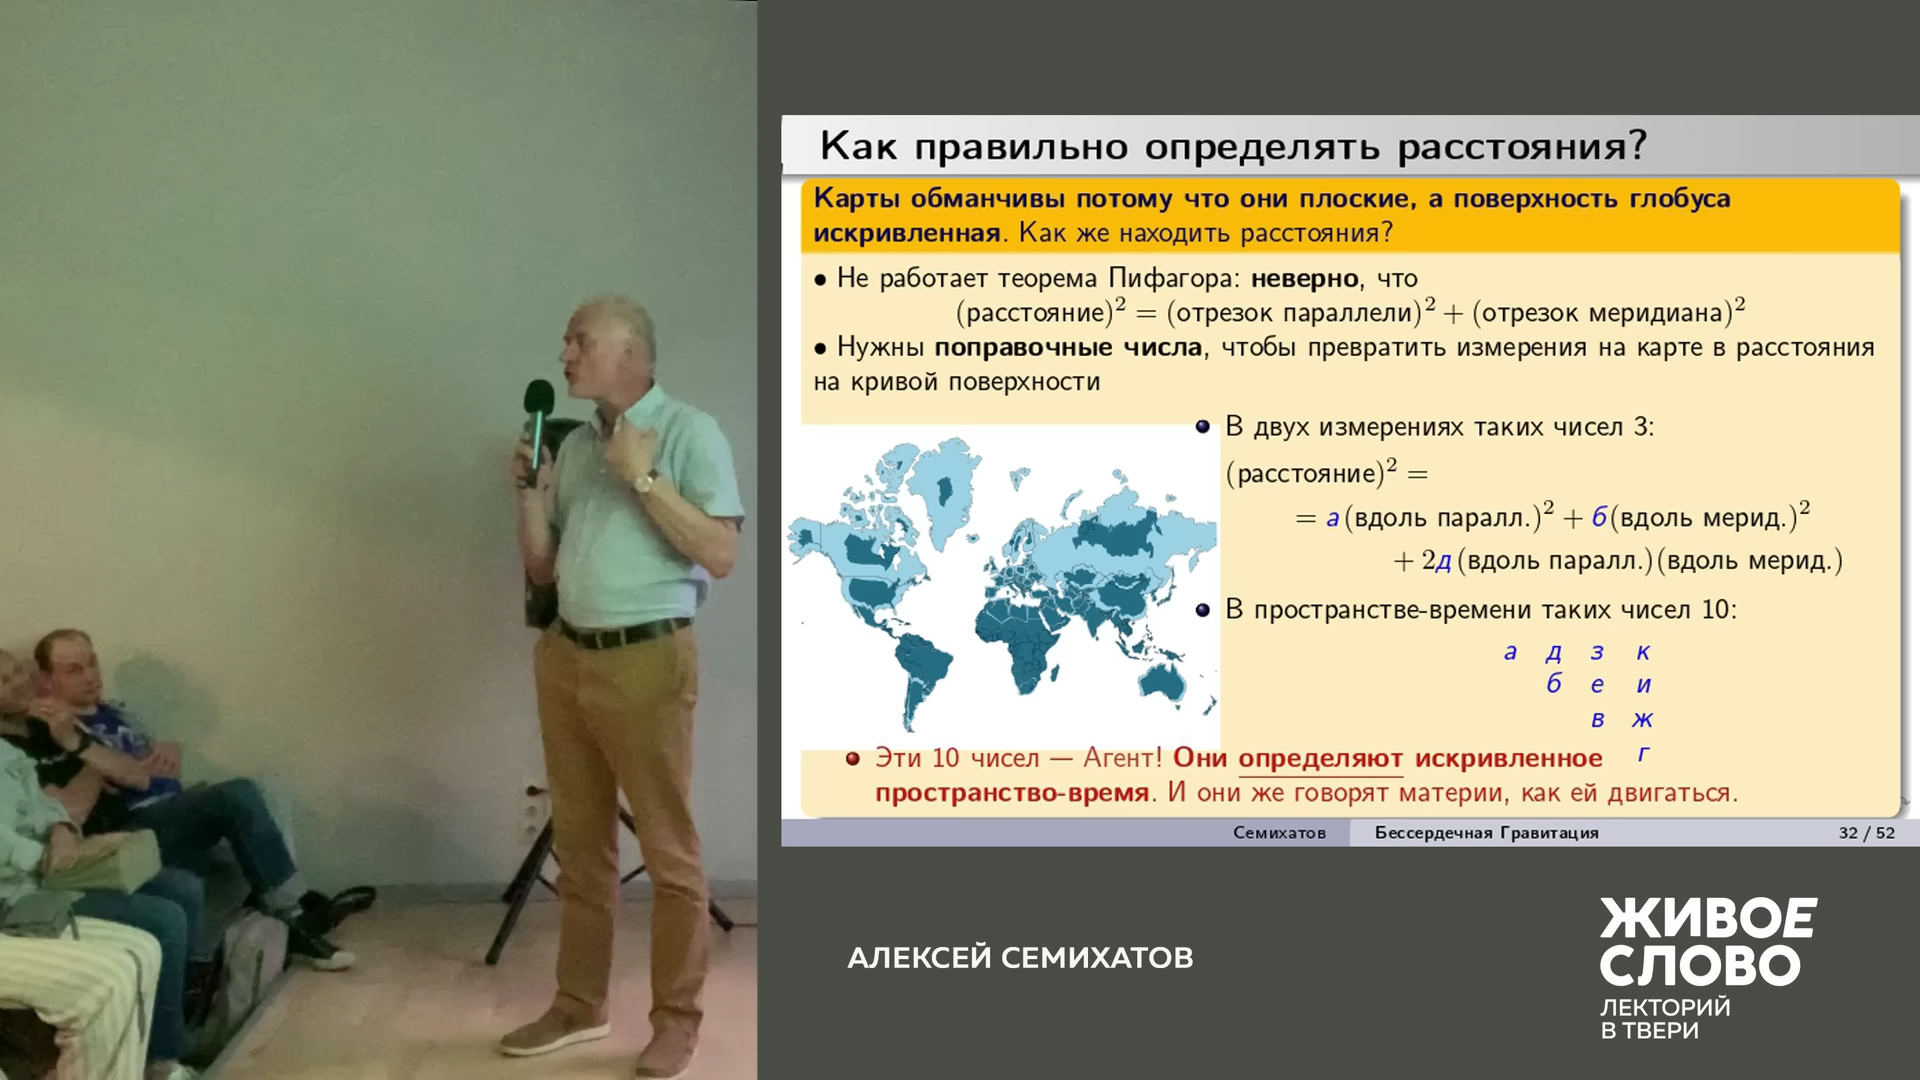 Как правильно определять расстояния?
Карты обманчивы потому что они плоские, а поверхность глобуса
искривленная. Как же находить расстояния?
• Не работает теорема Пифагора: неверно, что
(расстояние)² = (отрезок параллели)² + (отрезок меридиана)²
• Нужны поправочные числа, чтобы превратить измерения на карте в расстояния
на кривой поверхности
• В двух измерениях таких чисел 3:
(расстояние)² =
= а(вдоль паралл.)² + б(вдоль мерид.)²
+ 2д(вдоль паралл.)(вдоль мерид.)
• В пространстве-времени таких чисел 10:
а д з к
б е и
в ж
г
• Эти 10 чисел — Агент! Они определяют искривленное
пространство-время. И они же говорят материи, как ей двигаться.
Семихатов Бессердечная Гравитация 32 / 52
АЛЕКСЕЙ СЕМИХАТОВ
ЖИВОЕ
СЛОВО
ЛЕКТОРИЙ
В ТВЕРИ